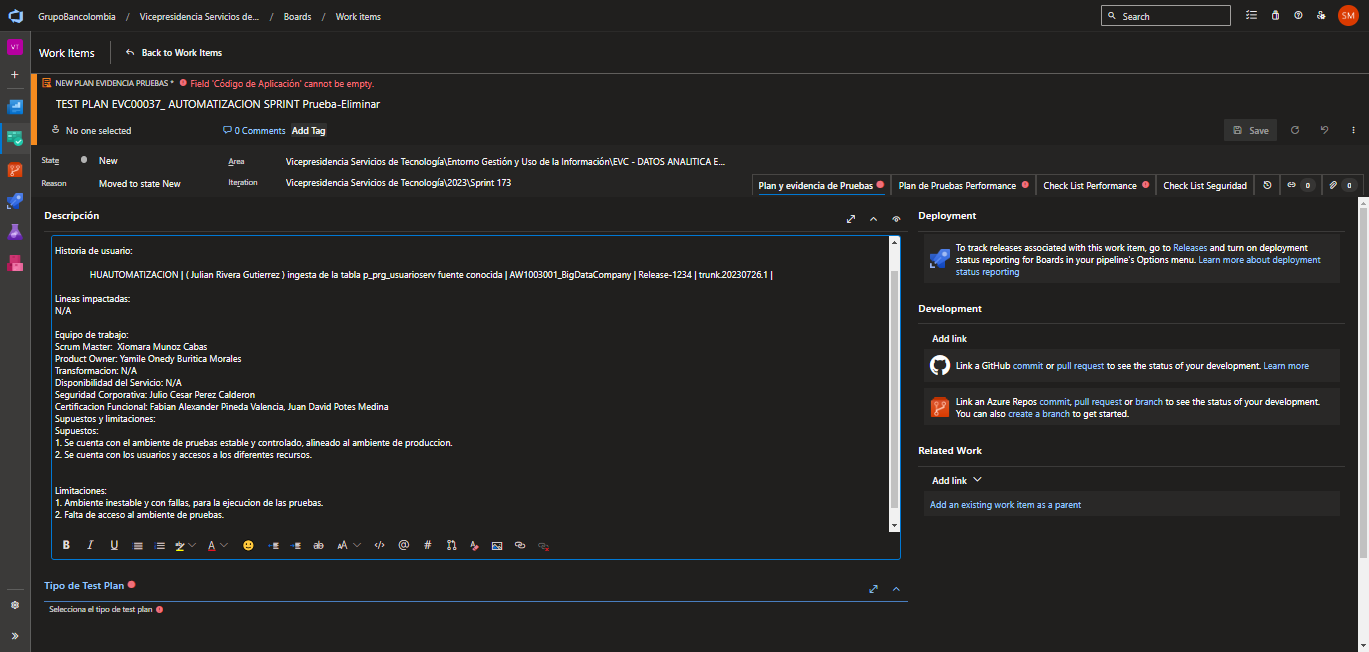 GrupoBancolombia / Vicepresidencia Servicios de... / Boards / Work items
Search
SM
VT
Work Items
Back to Work Items
NEW PLAN EVIDENCIA PRUEBAS *
Field 'Código de Aplicación' cannot be empty.
TEST PLAN EVC00037_ AUTOMATIZACION SPRINT Prueba-Eliminar
No one selected
0 Comments
Add Tag
Save
State
New
Area
Vicepresidencia Servicios de Tecnología\Entorno Gestión y Uso de la Información\EVC - DATOS ANALITICA E...
Reason
Moved to state New
Iteration
Vicepresidencia Servicios de Tecnología\2023\Sprint 173
Plan y evidencia de Pruebas
Plan de Pruebas Performance
Check List Performance
Check List Seguridad
0
0
Descripción
Historia de usuario:
HUAUTOMATIZACION | ( Julian Rivera Gutierrez ) ingesta de la tabla p_prg_usuarioserv fuente conocida | AW1003001_BigDataCompany | Release-1234 | trunk.20230726.1 |
Lineas impactadas:
N/A
Equipo de trabajo:
Scrum Master:  Xiomara Munoz Cabas
Product Owner: Yamile Onedy Buritica Morales
Transformacion: N/A
Disponibilidad del Servicio: N/A
Seguridad Corporativa: Julio Cesar Perez Calderon
Certificacion Funcional: Fabian Alexander Pineda Valencia, Juan David Potes Medina
Supuestos y limitaciones:
Supuestos:
1. Se cuenta con el ambiente de pruebas estable y controlado, alineado al ambiente de produccion.
2. Se cuenta con los usuarios y accesos a los diferentes recursos.
Limitaciones:
1. Ambiente inestable y con fallas, para la ejecucion de las pruebas.
2. Falta de acceso al ambiente de pruebas.
Tipo de Test Plan
Selecciona el tipo de test plan
Deployment
To track releases associated with this work item, go to Releases and turn on deployment
status reporting for Boards in your pipeline's Options menu. Learn more about deployment
status reporting
Development
Add link
Link a GitHub commit or pull request to see the status of your development. Learn more
Link an Azure Repos commit, pull request or branch to see the status of your development.
You can also create a branch to get started.
Related Work
Add link
Add an existing work item as a parent